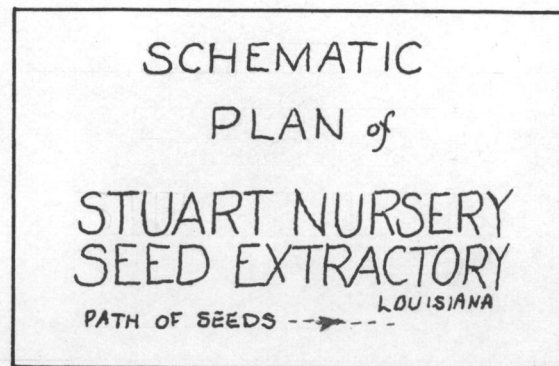 SCHEMATIC
PLAN of
STUART NURSERY
SEED EXTRACTORY
LOUISIANA
PATH OF SEEDS